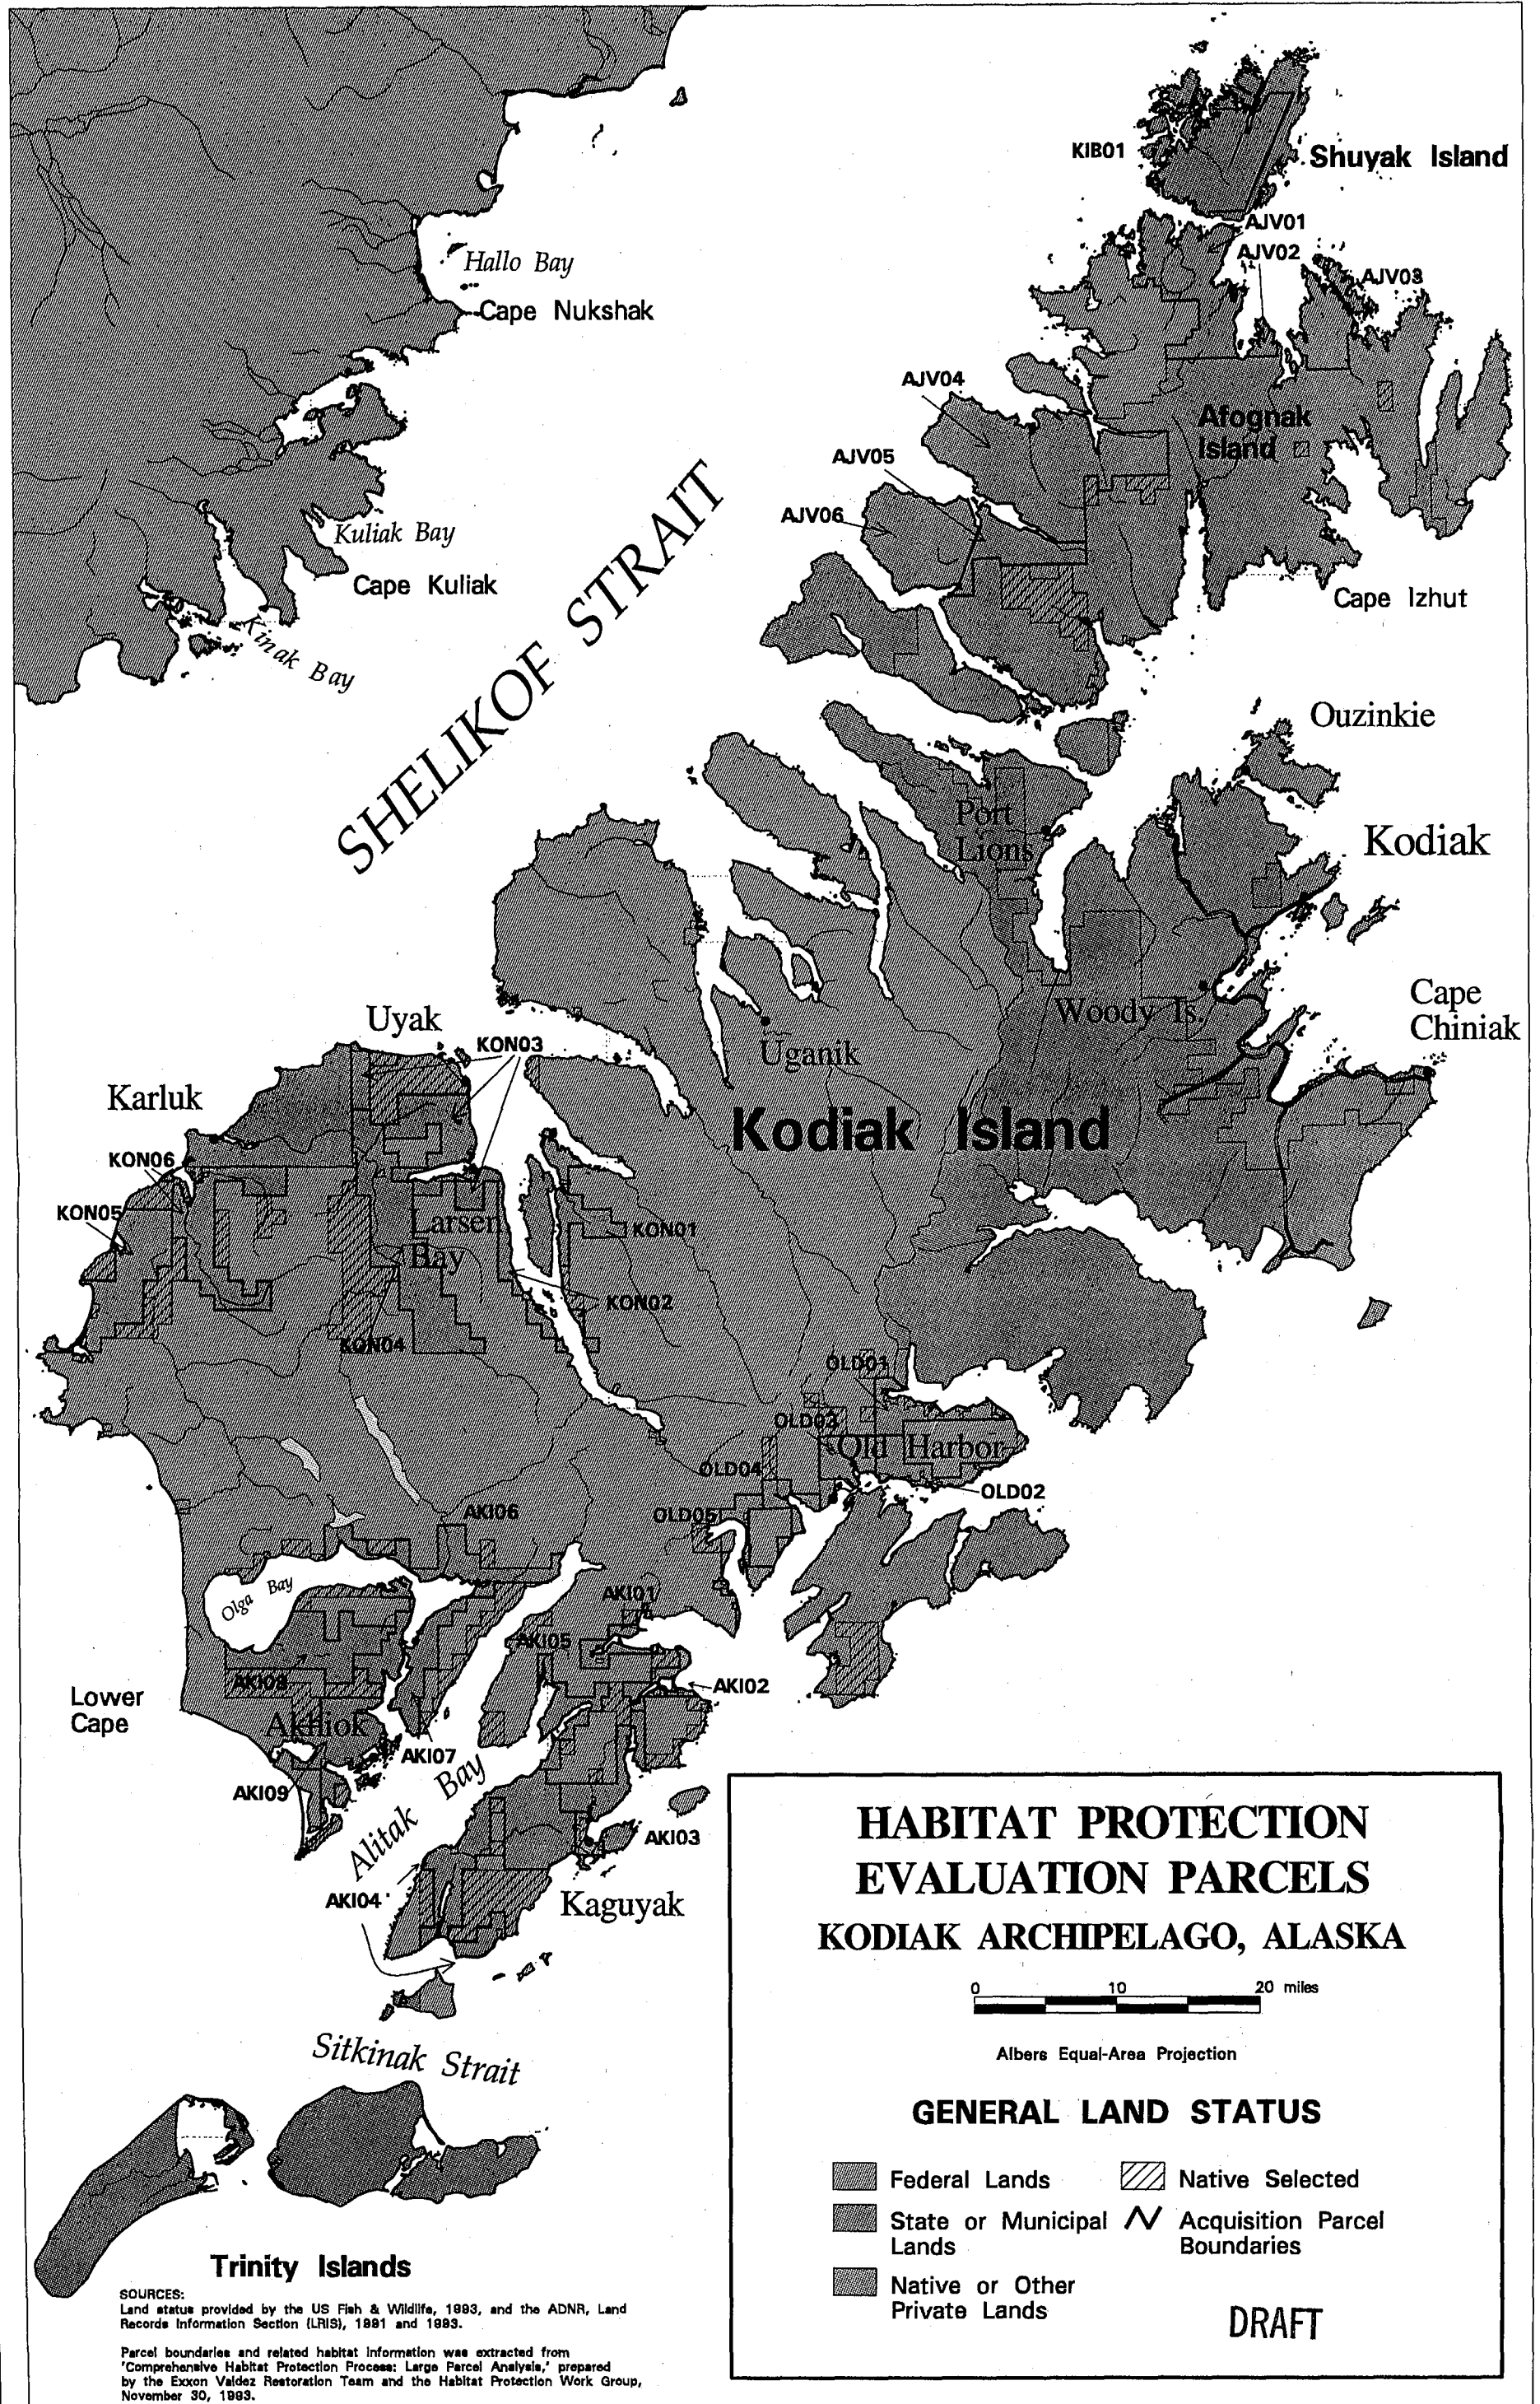 KIB01
Shuyak Island
AJV01
AJV02
AJV03
Hallo Bay
Cape Nukshak
AJV04
Afognak
Island
AJV05
AJV06
SHELIKOF STRAIT
Kuliak Bay
Cape Kuliak
Cape Izhut
Kinak Bay
Ouzinkie
Port
Lions
Kodiak
Cape
Chiniak
Woody Is.
Uyak
KON03
Uganik
Karluk
Kodiak Island
KON06
KON05
Larsen
Bay
KON01
KON02
KON04
OLD01
OLD03
Old Harbor
OLD04
OLD02
OLD05
AKI06
Olga Bay
AKI01
AKI05
AKI08
AKI02
Lower
Cape
Akhiok
AKI07
AKI09
Alitak Bay
AKI03
AKI04
Kaguyak
Sitkinak Strait
Trinity Islands
SOURCES:
Land status provided by the US Fish & Wildlife, 1993, and the ADNR, Land
Records Information Section (LRIS), 1991 and 1993.
Parcel boundaries and related habitat information was extracted from
'Comprehensive Habitat Protection Process: Large Parcel Analysis,' prepared
by the Exxon Valdez Restoration Team and the Habitat Protection Work Group,
November 30, 1993.
HABITAT PROTECTION
EVALUATION PARCELS
KODIAK ARCHIPELAGO, ALASKA
0 10 20 miles
Albers Equal-Area Projection
GENERAL LAND STATUS
Federal Lands
Native Selected
State or Municipal
Lands
Acquisition Parcel
Boundaries
Native or Other
Private Lands
DRAFT